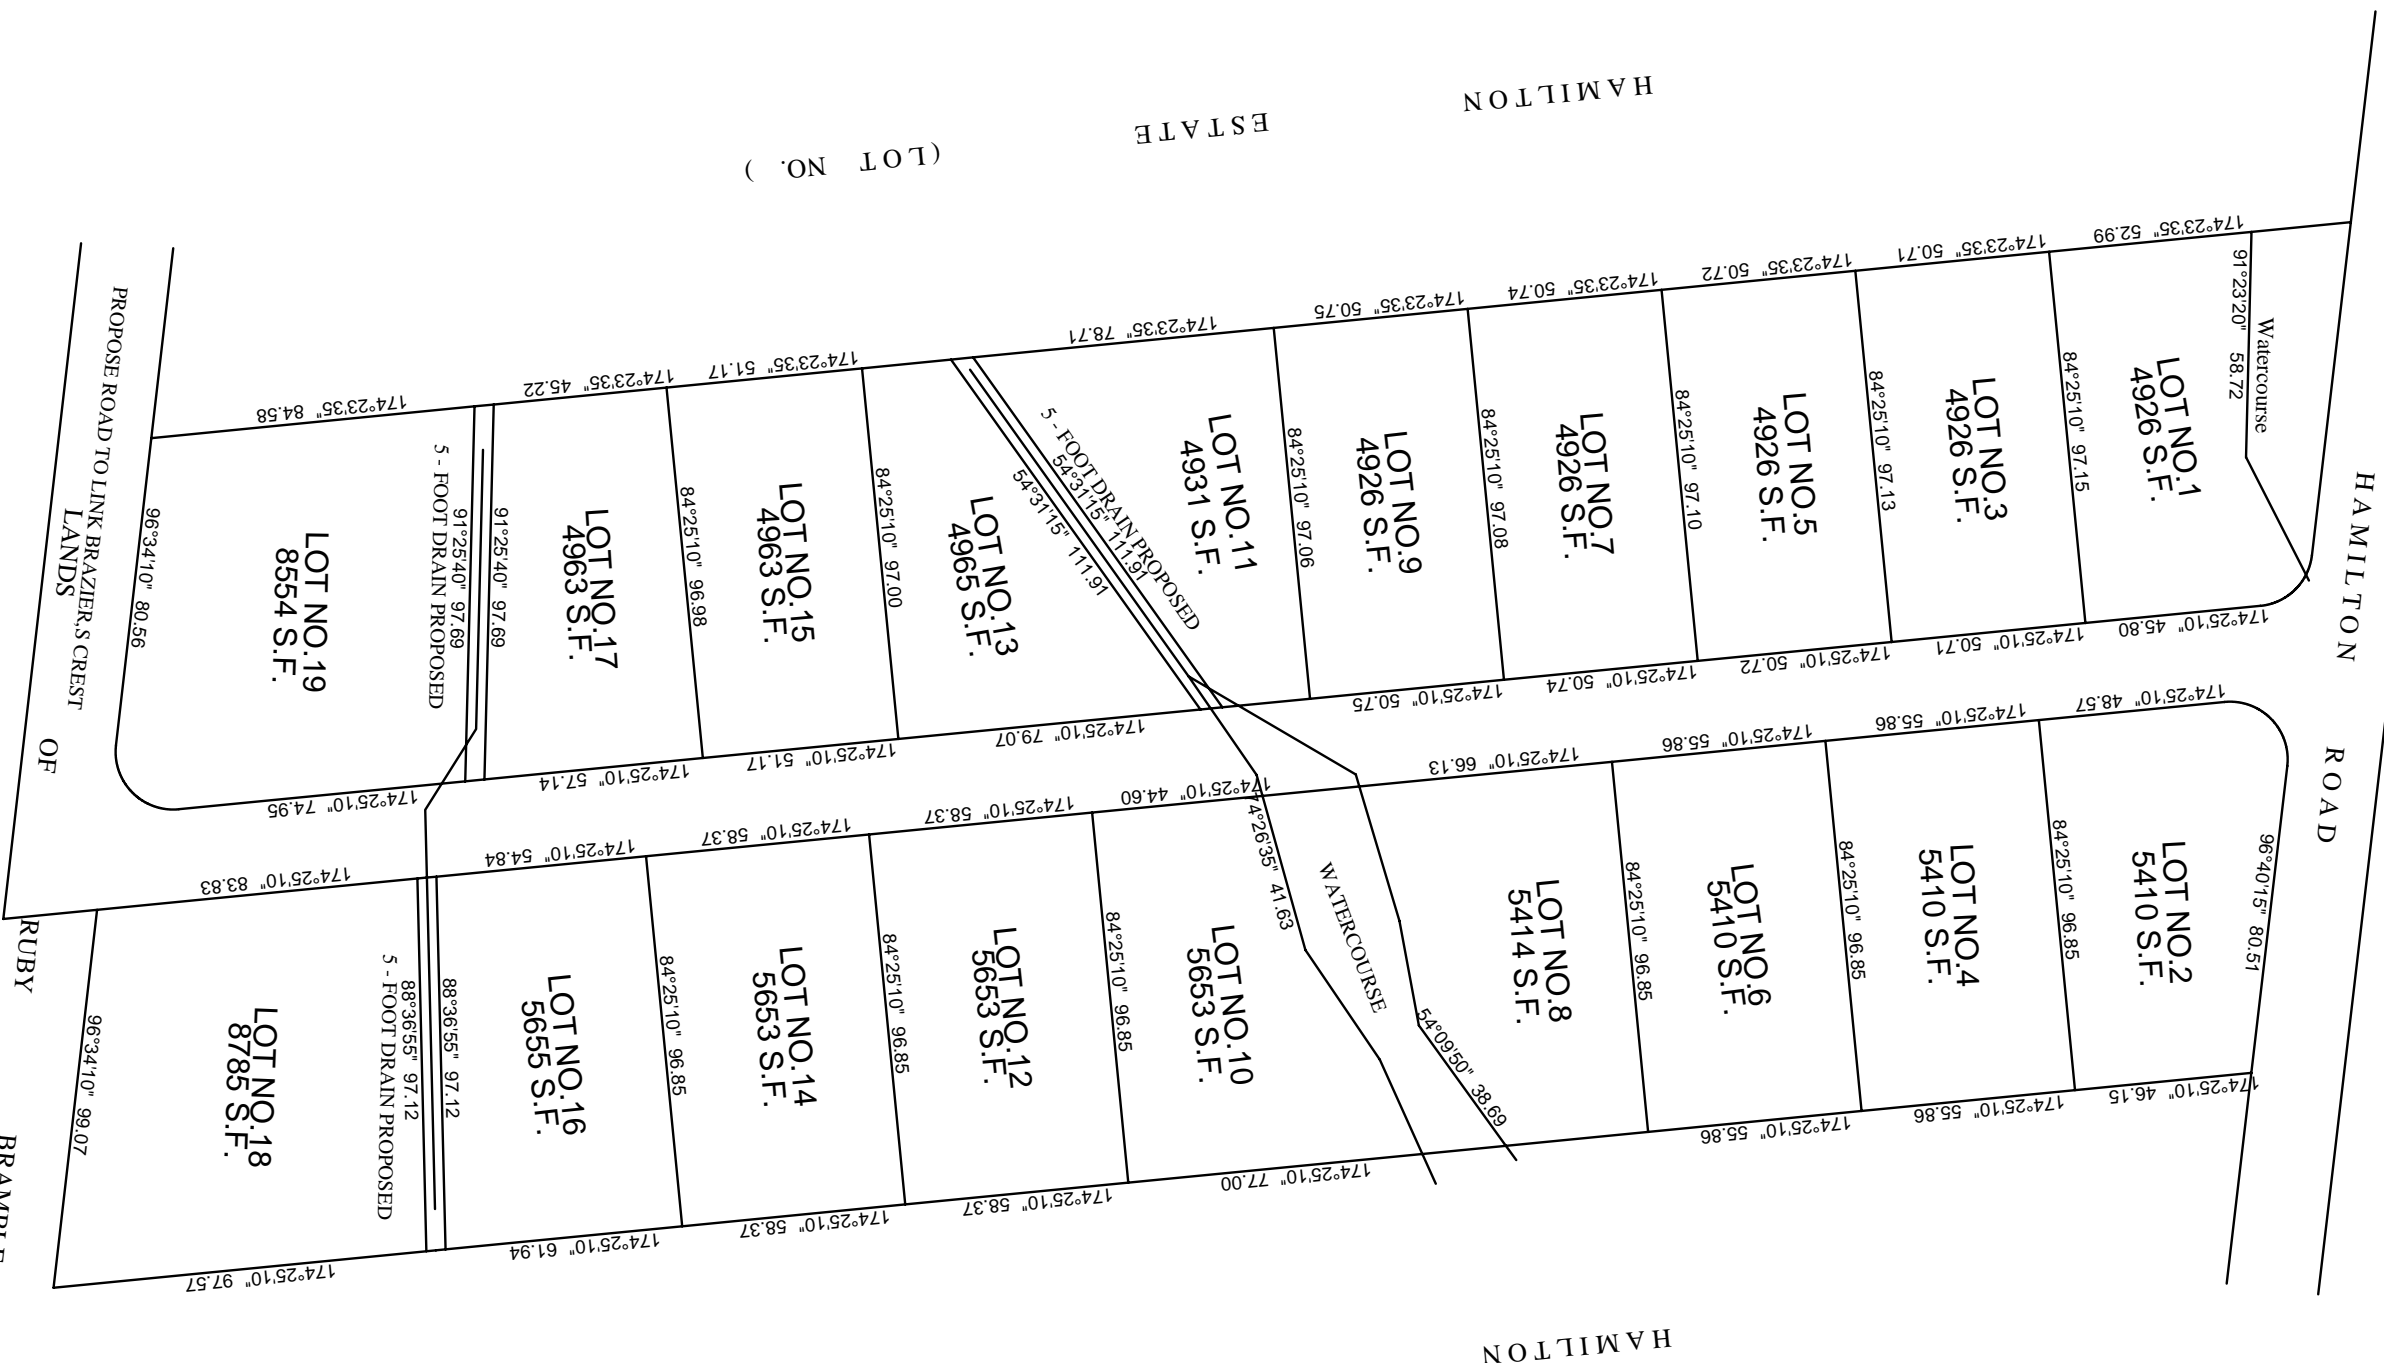 HAMILTON
ESTATE
(LOT NO. )
174°23'35" 52.99
174°23'35" 50.71
174°23'35" 50.72
174°23'35" 50.74
174°23'35" 50.75
174°23'35" 78.71
174°23'35" 51.17
174°23'35" 45.22
174°23'35" 84.58
PROPOSE ROAD TO LINK BRAZIER,S CREST
LANDS
OF
RUBY
96°34'10" 80.56
LOT NO.19
8554 S.F.
5 - FOOT DRAIN PROPOSED
91°25'40" 97.69
91°25'40" 97.69
LOT NO.17
4963 S.F.
84°25'10" 96.98
LOT NO.15
4963 S.F.
84°25'10" 97.00
LOT NO.13
4965 S.F.
54°31'15" 111.91
54°31'15" 111.91
5 - FOOT DRAIN PROPOSED
LOT NO.11
4931 S.F.
84°25'10" 97.06
LOT NO.9
4926 S.F.
84°25'10" 97.08
LOT NO.7
4926 S.F.
84°25'10" 97.10
LOT NO.5
4926 S.F.
84°25'10" 97.13
LOT NO.3
4926 S.F.
84°25'10" 97.15
LOT NO.1
4926 S.F.
91°23'20" 58.72
Watercourse
HAMILTON
ROAD
174°25'10" 45.80
174°25'10" 50.71
174°25'10" 50.72
174°25'10" 50.74
174°25'10" 50.75
174°25'10" 79.07
174°25'10" 51.17
174°25'10" 57.14
174°25'10" 74.95
174°25'10" 48.57
174°25'10" 55.86
174°25'10" 55.86
174°25'10" 66.13
174°25'10" 44.60
174°25'10" 58.37
174°25'10" 58.37
174°25'10" 54.84
174°25'10" 83.83
96°34'10" 99.07
LOT NO.18
8785 S.F.
5 - FOOT DRAIN PROPOSED
88°36'55" 97.12
88°36'55" 97.12
LOT NO.16
5655 S.F.
84°25'10" 96.85
LOT NO.14
5653 S.F.
84°25'10" 96.85
LOT NO.12
5653 S.F.
84°25'10" 96.85
LOT NO.10
5653 S.F.
74°26'35" 41.63
WATERCOURSE
54°09'50" 38.69
LOT NO.8
5414 S.F.
84°25'10" 96.85
LOT NO.6
5410 S.F.
84°25'10" 96.85
LOT NO.4
5410 S.F.
84°25'10" 96.85
LOT NO.2
5410 S.F.
96°40'15" 80.51
174°25'10" 46.15
174°25'10" 55.86
174°25'10" 55.86
174°25'10" 77.00
174°25'10" 58.37
174°25'10" 58.37
174°25'10" 61.94
174°25'10" 97.57
HAMILTON